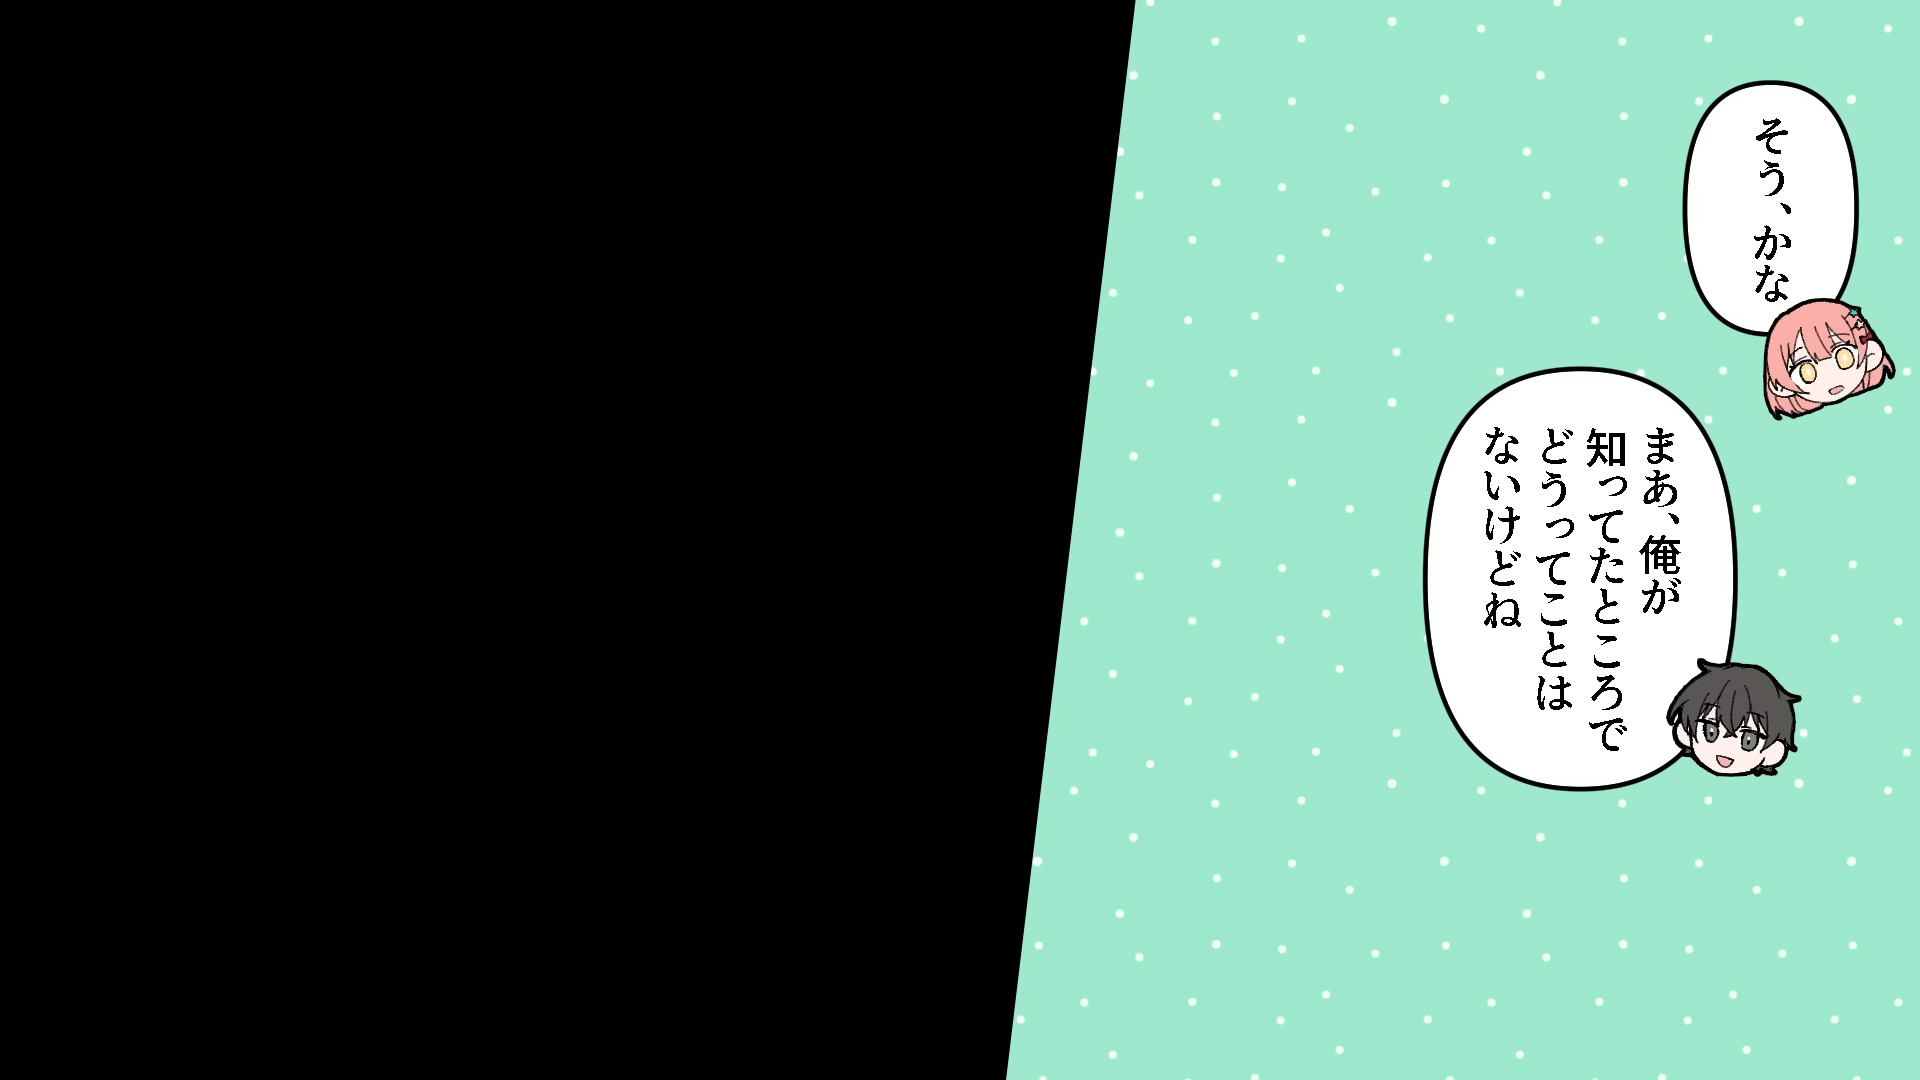 そう、かな
まあ、俺が
知ってたところで
どうってことは
ないけどね